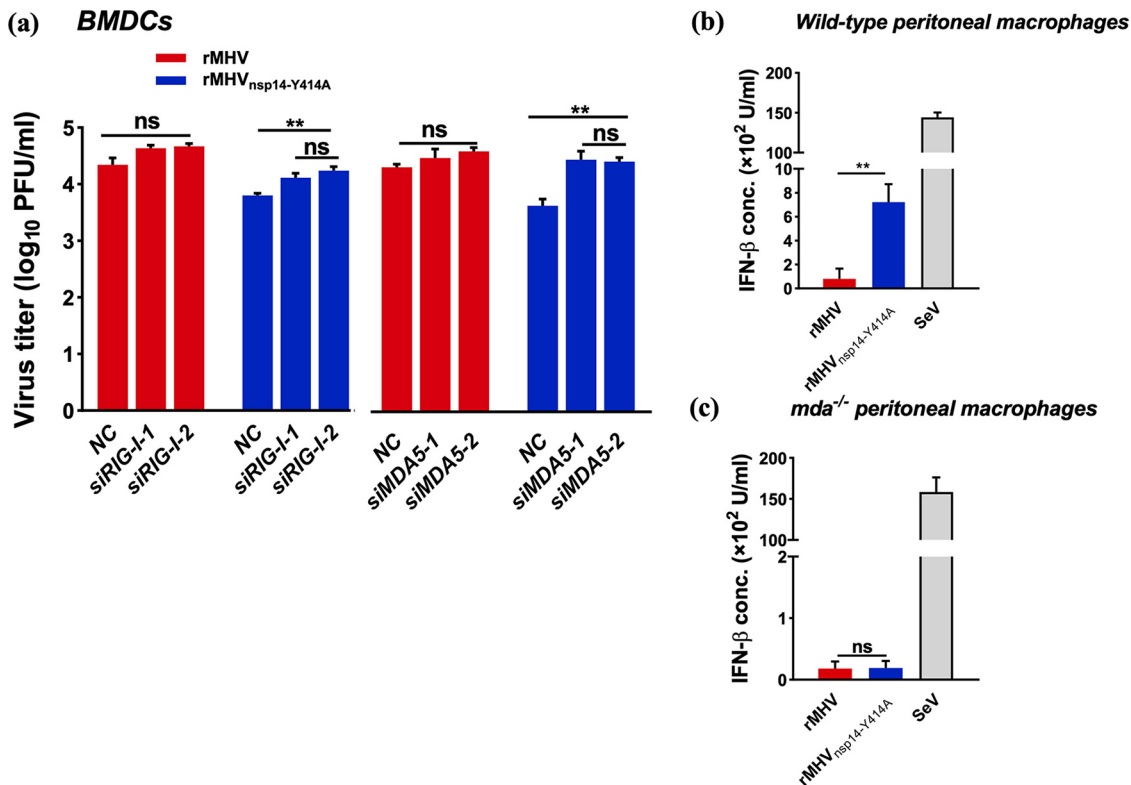 (a) BMDCs
rMHV
rMHVnsp14-Y414A
Virus titer (log10 PFU/ml)
5
4
3
2
1
0
ns
**
ns
ns
**
ns
NC
siRIG-I-1
siRIG-I-2
NC
siRIG-I-1
siRIG-I-2
NC
siMDA5-1
siMDA5-2
NC
siMDA5-1
siMDA5-2
(b) Wild-type peritoneal macrophages
IFN-β conc. (×10² U/ml)
200
150
100
10
8
6
4
2
0
**
rMHV
rMHVnsp14-Y414A
SeV
(c) mda-/- peritoneal macrophages
IFN-β conc. (×10² U/ml)
200
150
100
2
1
0
ns
rMHV
rMHVnsp14-Y414A
SeV